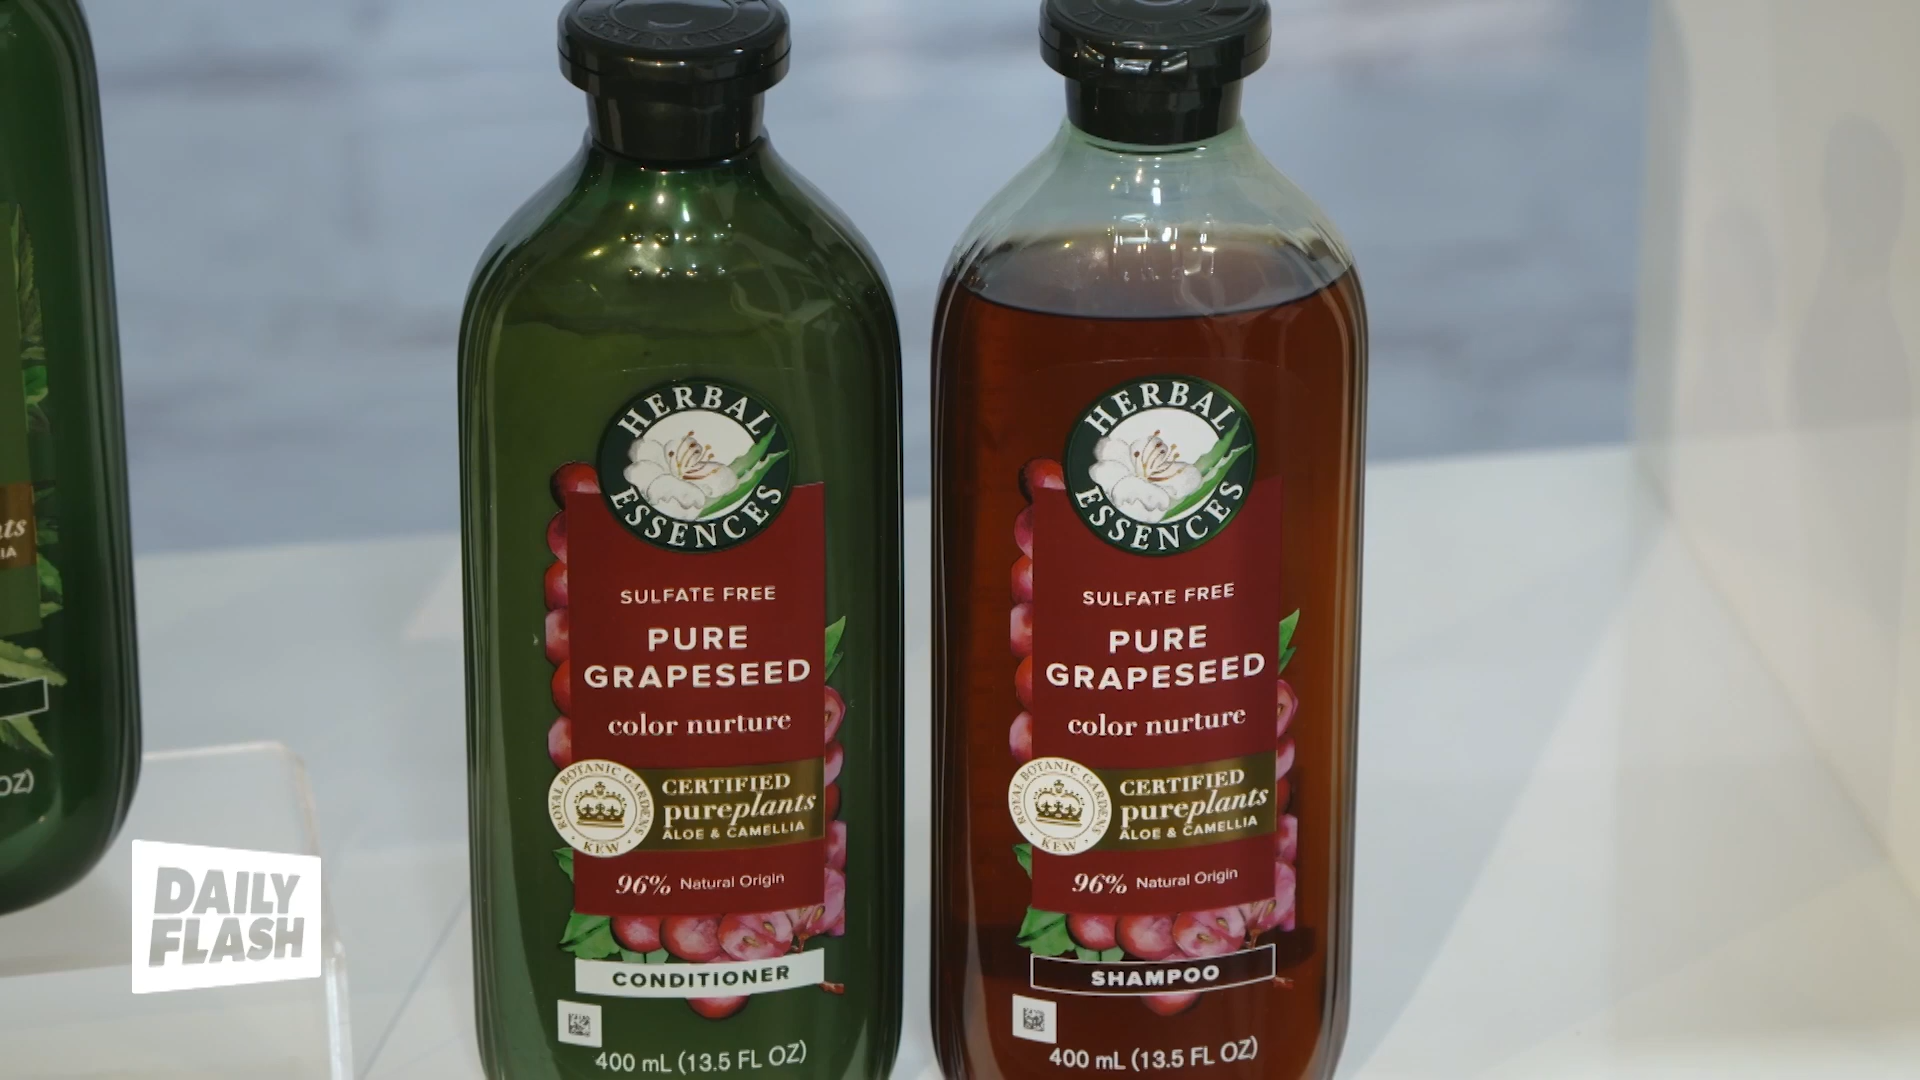 HERBAL
ESSENCES
SULFATE FREE
PURE
GRAPESEED
color nurture
ROYAL BOTANIC GARDENS
KEW
CERTIFIED
pureplants
ALOE & CAMELLIA
96% Natural Origin
CONDITIONER
400 mL (13.5 FL OZ)
HERBAL
ESSENCES
SULFATE FREE
PURE
GRAPESEED
color nurture
ROYAL BOTANIC GARDENS
KEW
CERTIFIED
pureplants
ALOE & CAMELLIA
96% Natural Origin
SHAMPOO
400 mL (13.5 FL OZ)
OZ)
DAILY
FLASH